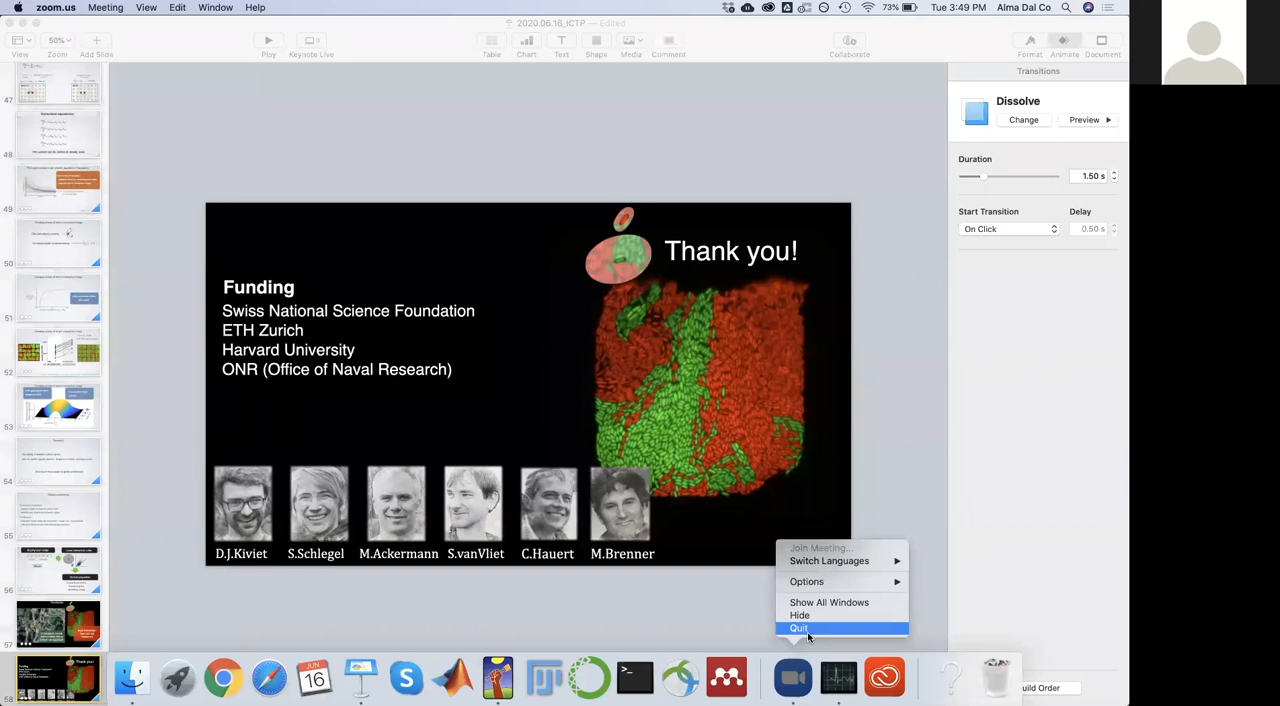 zoom.us Meeting View Edit Window Help
73% Tue 3:49 PM Alma Dal Co
2020.06.16_ICTP — Edited
50%
View Zoom Add Slide
Play Keynote Live
Table Chart Text Shape Media Comment
Collaborate
Format Animate Document
Transitions
Dissolve
Change
Preview
Duration
1.50 s
Start Transition
Delay
On Click
0.50 s
47
48
49
50
51
52
53
54
55
56
57
58
Thank you!
Funding
Swiss National Science Foundation
ETH Zurich
Harvard University
ONR (Office of Naval Research)
D.J.Kiviet S.Schlegel M.Ackermann S.vanVliet C.Hauert M.Brenner
Join Meeting...
Switch Languages
Options
Show All Windows
Hide
Quit
JUN
16
uild Order